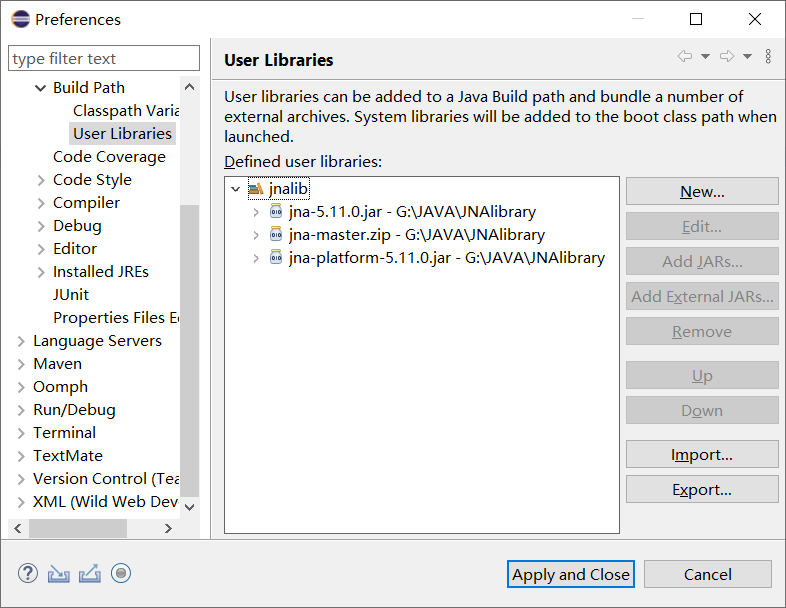 Preferences
type filter text
Build Path
Classpath Varia
User Libraries
Code Coverage
Code Style
Compiler
Debug
Editor
Installed JREs
JUnit
Properties Files E
Language Servers
Maven
Oomph
Run/Debug
Terminal
TextMate
Version Control (Tea
XML (Wild Web Dev
User Libraries
User libraries can be added to a Java Build path and bundle a number of
external archives. System libraries will be added to the boot class path when
launched.
Defined user libraries:
jnalib
jna-5.11.0.jar - G:\JAVA\JNAlibrary
jna-master.zip - G:\JAVA\JNAlibrary
jna-platform-5.11.0.jar - G:\JAVA\JNAlibrary
New...
Edit...
Add JARs...
Add External JARs...
Remove
Up
Down
Import...
Export...
Apply and Close
Cancel